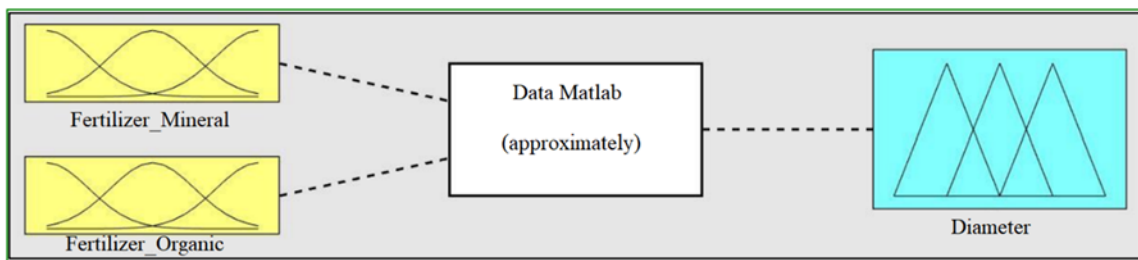 Fertilizer_Mineral
Fertilizer_Organic
Data Matlab
(approximately)
Diameter